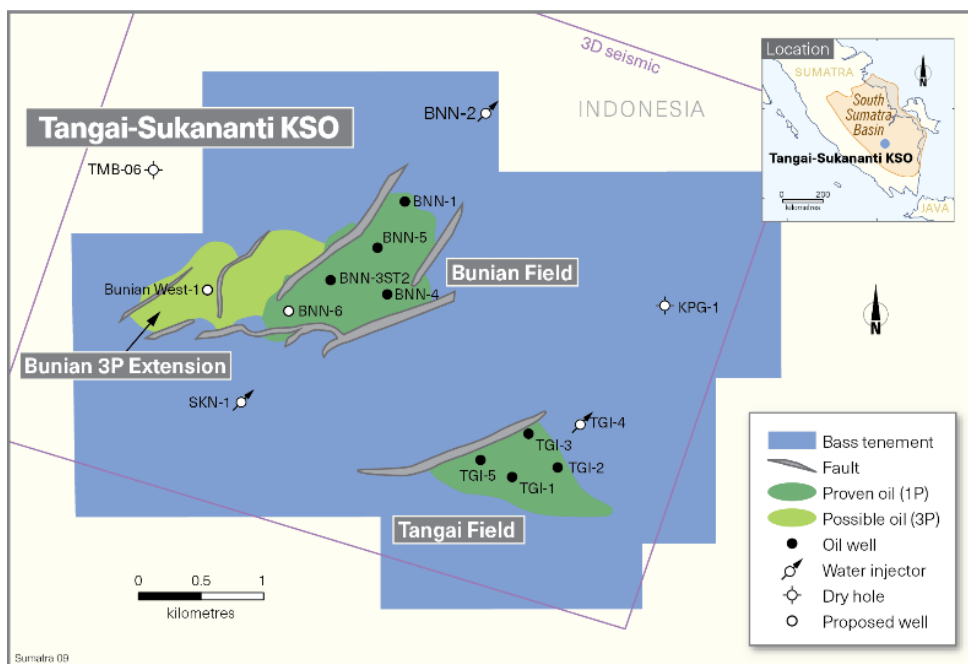 3D seismic
INDONESIA
BNN-2
Tangai-Sukananti KSO
TMB-06
BNN-1
BNN-5
Bunian Field
BNN-3ST2
BNN-4
Bunian West-1
BNN-6
KPG-1
N
Bunian 3P Extension
SKN-1
TGI-4
TGI-3
TGI-2
TGI-5
TGI-1
Tangai Field
0 0.5 1
kilometres
Sumatra 09
Location
SUMATRA
N
South
Sumatra
Basin
Tangai-Sukananti KSO
0 200
kilometres
JAVA
Bass tenement
Fault
Proven oil (1P)
Possible oil (3P)
Oil well
Water injector
Dry hole
Proposed well